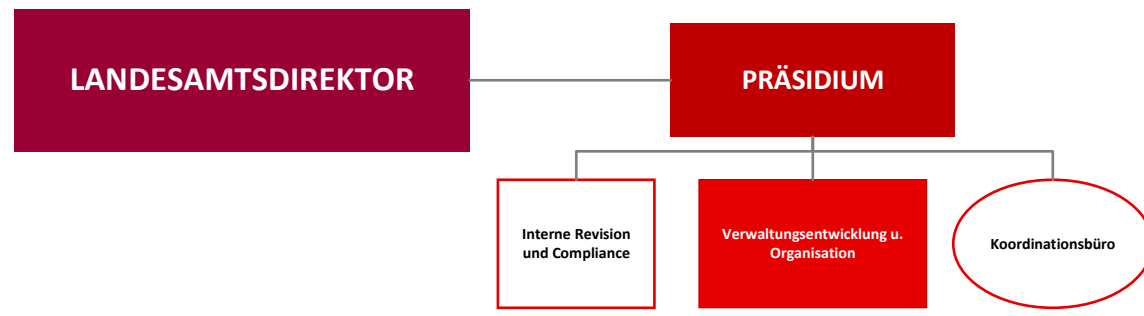 LANDESAMTSDIREKTOR
PRÄSIDIUM
Interne Revision
und Compliance
Verwaltungsentwicklung u.
Organisation
Koordinationsbüro